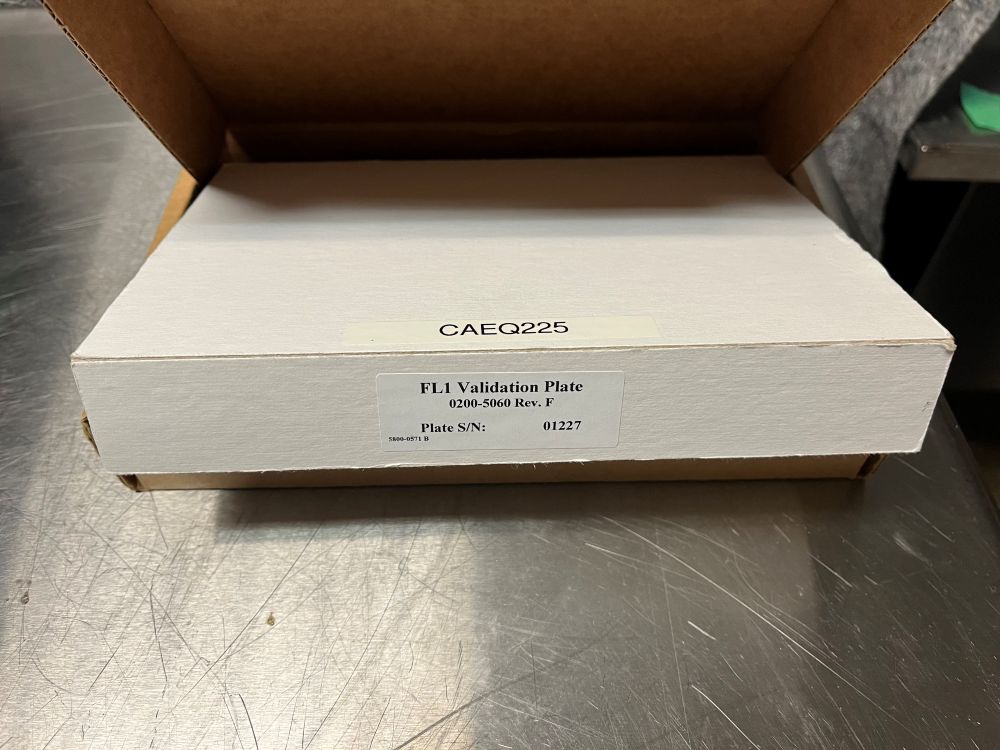 CAEQ225
FL1 Validation Plate
0200-5060 Rev. F
Plate S/N: 01227
5800-0571 B